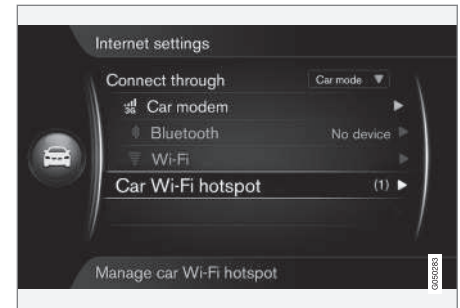 Internet settings
Connect through Car mode
3G Car modem
Bluetooth No device
Wi-Fi
Car Wi-Fi hotspot (1)
Manage car Wi-Fi hotspot
G050283